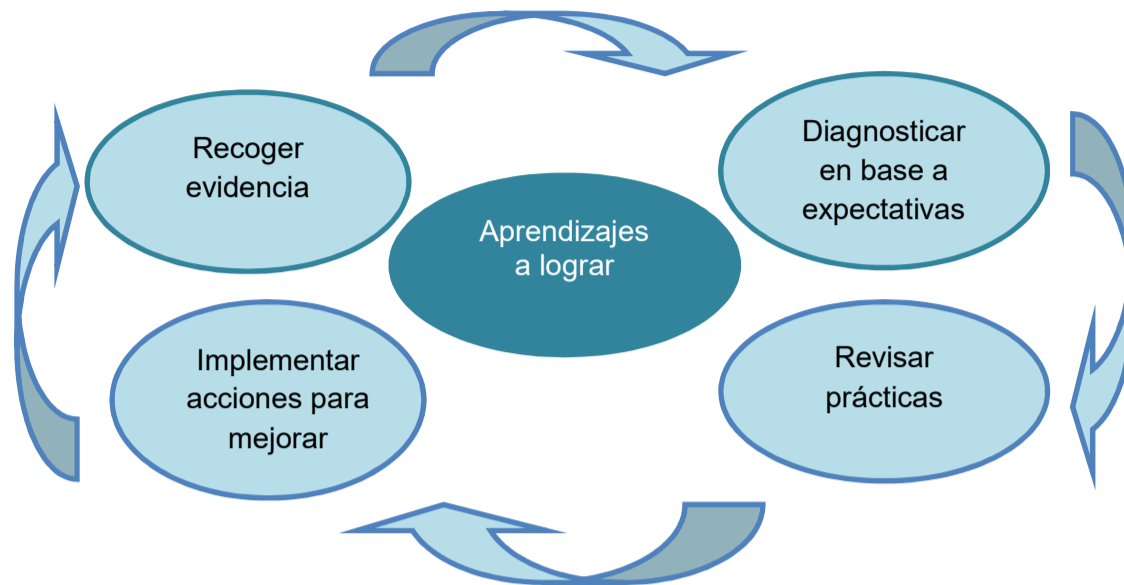 Recoger
evidencia
Diagnosticar
en base a
expectativas
Aprendizajes
a lograr
Implementar
acciones para
mejorar
Revisar
prácticas